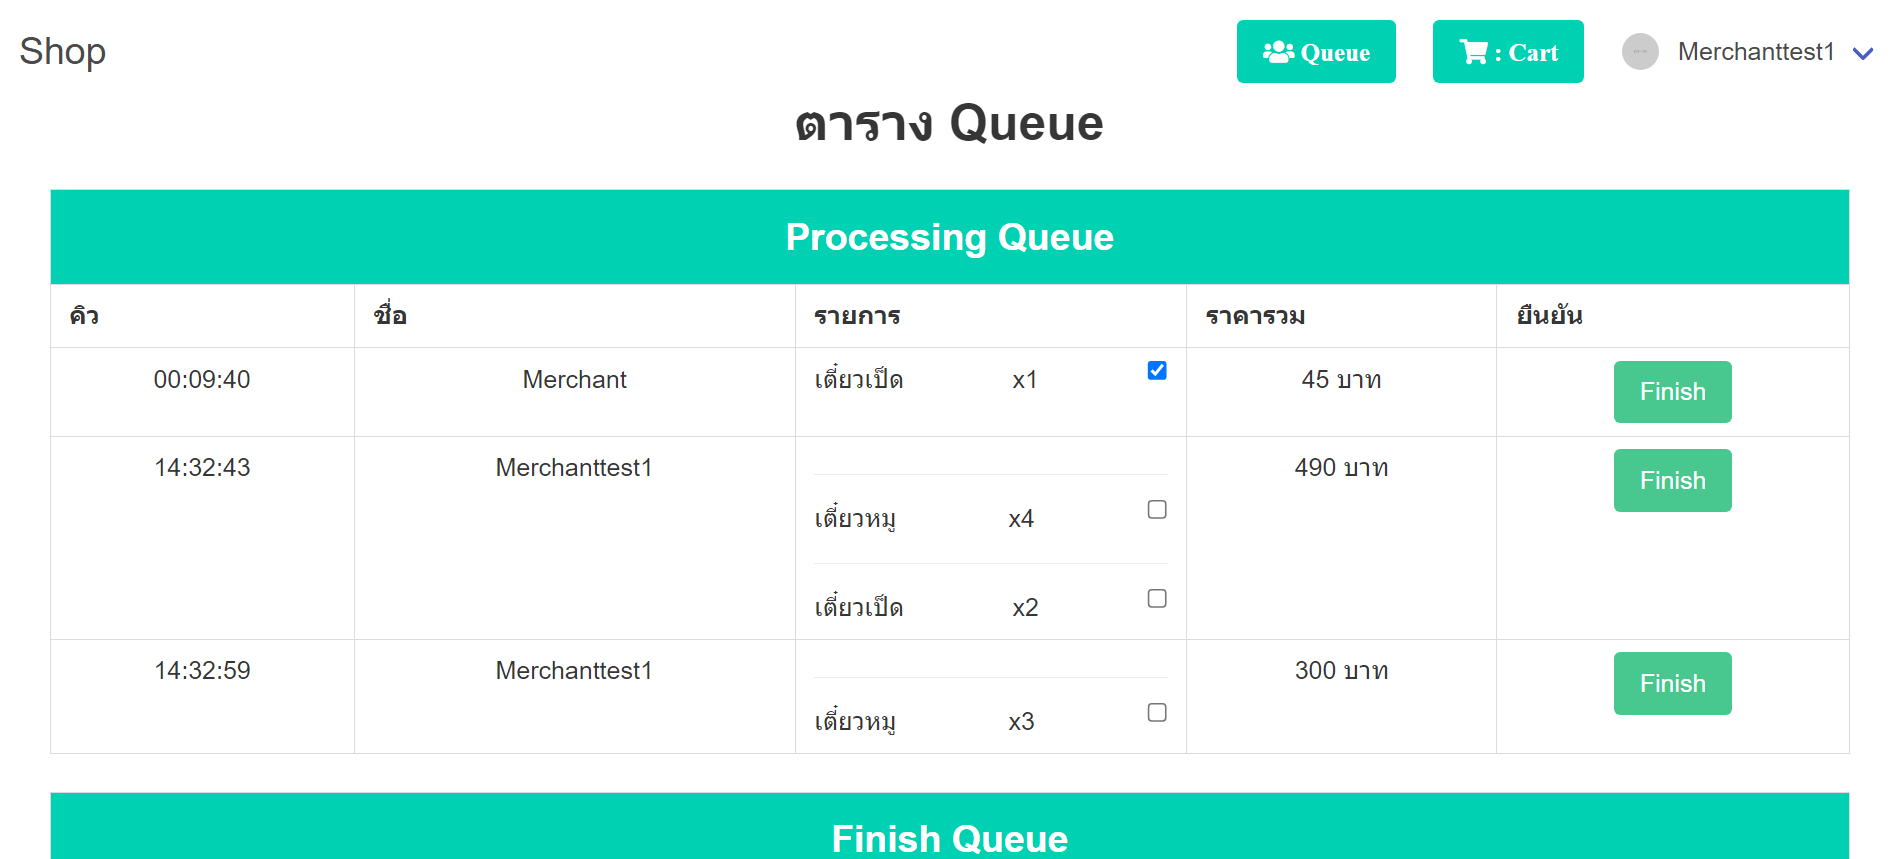 Shop
Queue
: Cart
Merchanttest1
ตาราง Queue
Processing Queue
คิว ชื่อ รายการ ราคารวม ยืนยัน
00:09:40 Merchant เตี๋ยวเป็ด x1 45 บาท Finish
14:32:43 Merchanttest1 490 บาท Finish
เตี๋ยวหมู x4
เตี๋ยวเป็ด x2
14:32:59 Merchanttest1 300 บาท Finish
เตี๋ยวหมู x3
Finish Queue